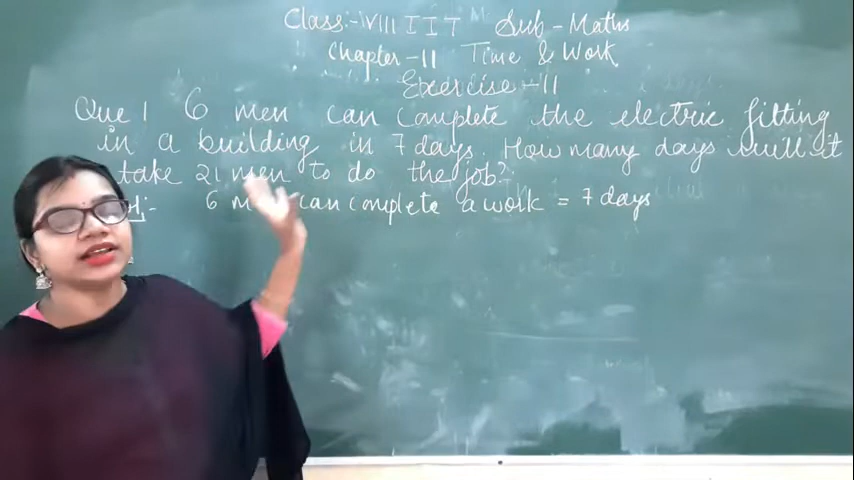 Class:- VIII IIT Sub - Maths
Chapter - 11 Time & Work
Exercise - 11
Que 1 6 men can complete the electric fitting
in a building in 7 days. How many days will it
take 21 men to do the job?
6 can complete a work = 7 days